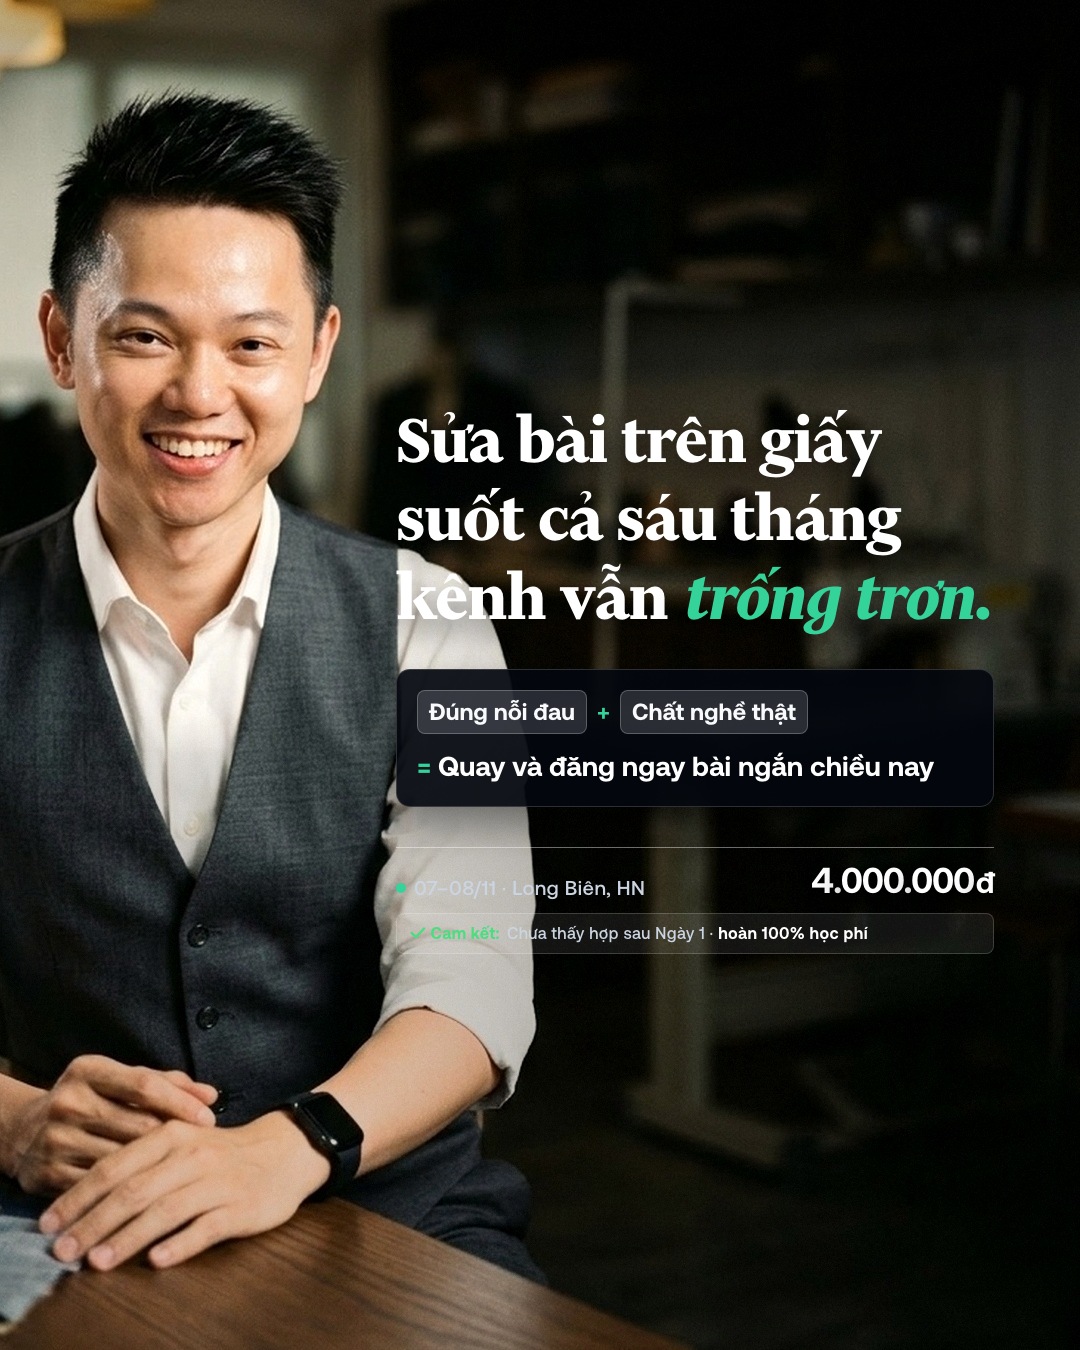 Sửa bài trên giấy
suốt cả sáu tháng
kênh vẫn trống trơn.
Đúng nỗi đau + Chất nghề thật
= Quay và đăng ngay bài ngắn chiều nay
07–08/11 · Long Biên, HN 4.000.000đ
✓ Cam kết: Chưa thấy hợp sau Ngày 1 · hoàn 100% học phí